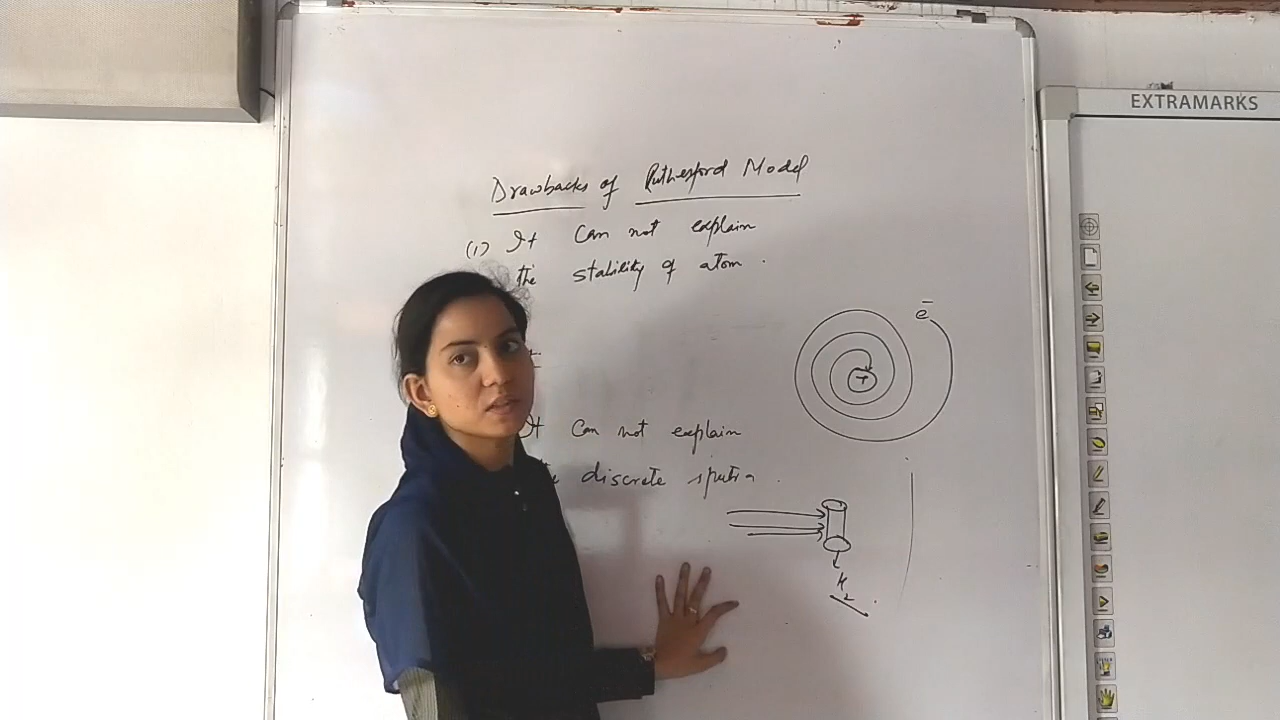 EXTRAMARKS
Drawbacks of Rutherford Model
(1) It Can not explain
the stability of atom .
e⁻
+
It Can not explain
discrete spectra .
H₂